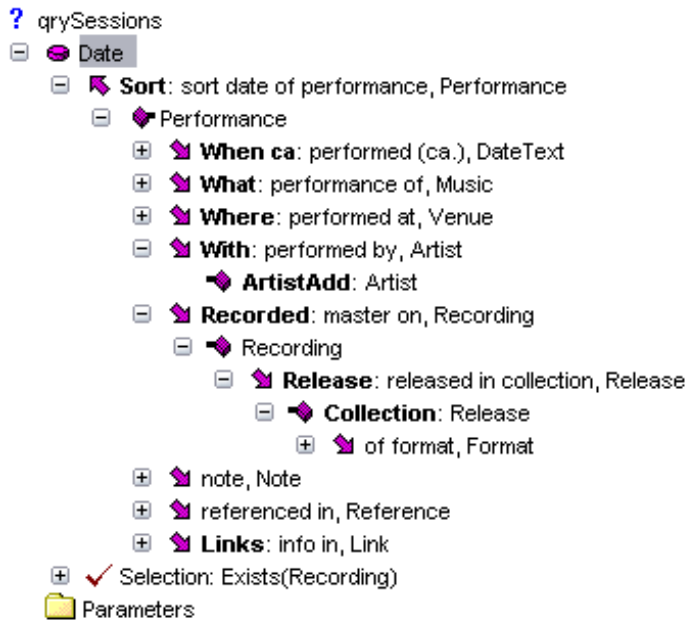 ? qrySessions
Date
Sort: sort date of performance, Performance
Performance
When ca: performed (ca.), DateText
What: performance of, Music
Where: performed at, Venue
With: performed by, Artist
ArtistAdd: Artist
Recorded: master on, Recording
Recording
Release: released in collection, Release
Collection: Release
of format, Format
note, Note
referenced in, Reference
Links: info in, Link
Selection: Exists(Recording)
Parameters